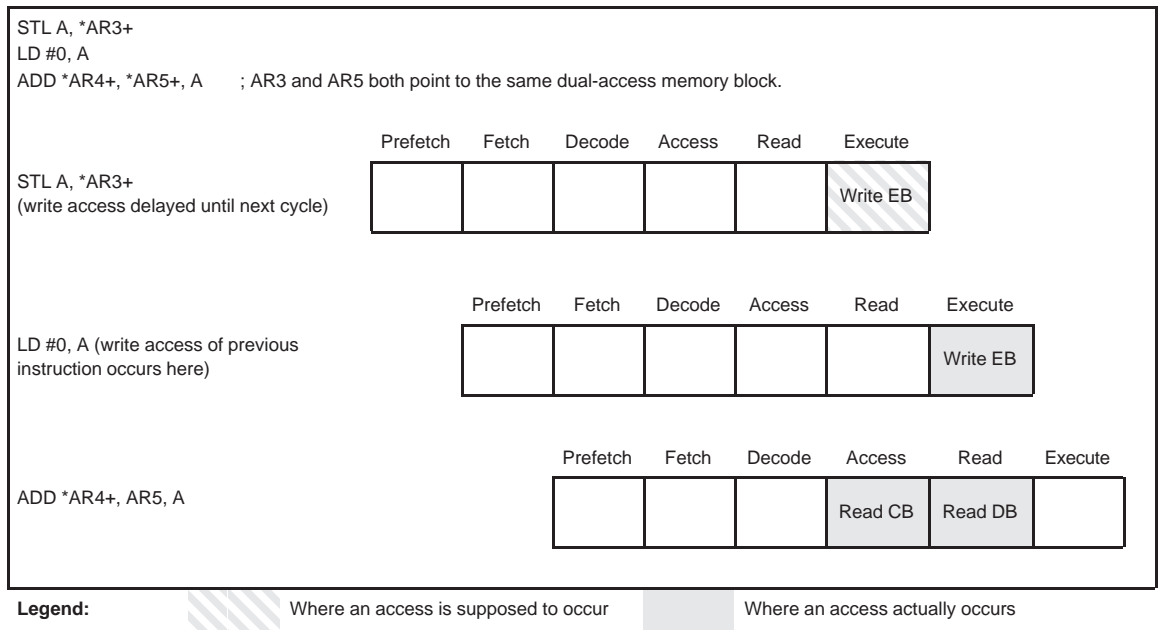 STL A, *AR3+
LD #0, A
ADD *AR4+, *AR5+, A ; AR3 and AR5 both point to the same dual-access memory block.
Prefetch Fetch Decode Access Read Execute
STL A, *AR3+
(write access delayed until next cycle)
Write EB
Prefetch Fetch Decode Access Read Execute
LD #0, A (write access of previous
instruction occurs here)
Write EB
Prefetch Fetch Decode Access Read Execute
ADD *AR4+, AR5, A
Read CB Read DB
Legend: Where an access is supposed to occur Where an access actually occurs